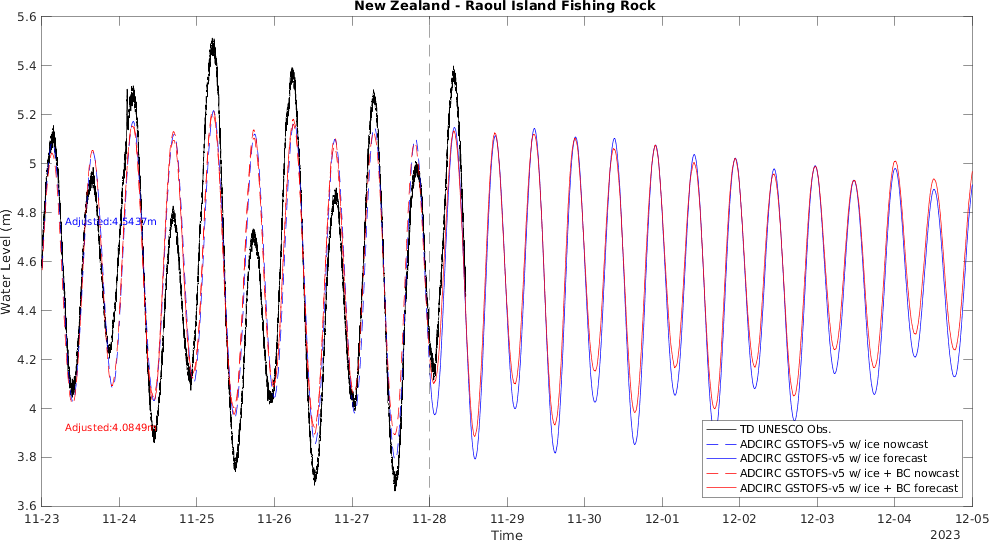 New Zealand - Raoul Island Fishing Rock
5.6
5.4
5.2
5
4.8
4.6
4.4
4.2
4
3.8
3.6
Water Level (m)
Adjusted:4.5437m
Adjusted:4.0849m
TD UNESCO Obs.
ADCIRC GSTOFS-v5 w/ ice nowcast
ADCIRC GSTOFS-v5 w/ ice forecast
ADCIRC GSTOFS-v5 w/ ice + BC nowcast
ADCIRC GSTOFS-v5 w/ ice + BC forecast
11-23 11-24 11-25 11-26 11-27 11-28 11-29 11-30 12-01 12-02 12-03 12-04 12-05
Time
2023